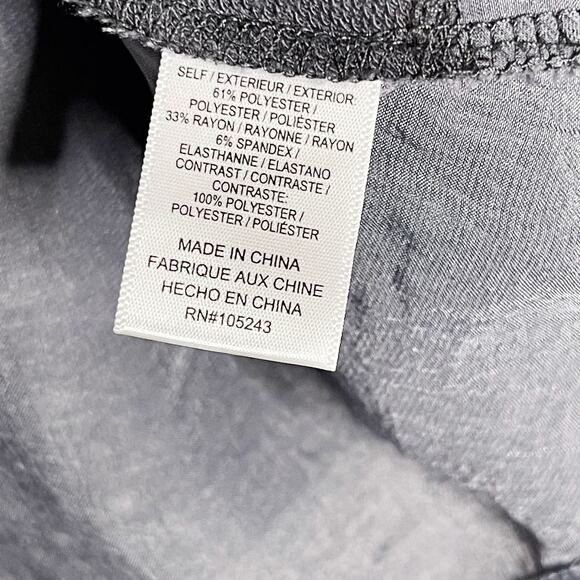 SELF / EXTERIEUR / EXTERIOR
61% POLYESTER /
POLYESTER / POLIÉSTER
33% RAYON / RAYONNE / RAYON
6% SPANDEX /
ELASTHANNE / ELASTANO
CONTRAST / CONTRASTE /
CONTRASTE:
100% POLYESTER /
POLYESTER / POLIÉSTER
MADE IN CHINA
FABRIQUE AUX CHINE
HECHO EN CHINA
RN#105243